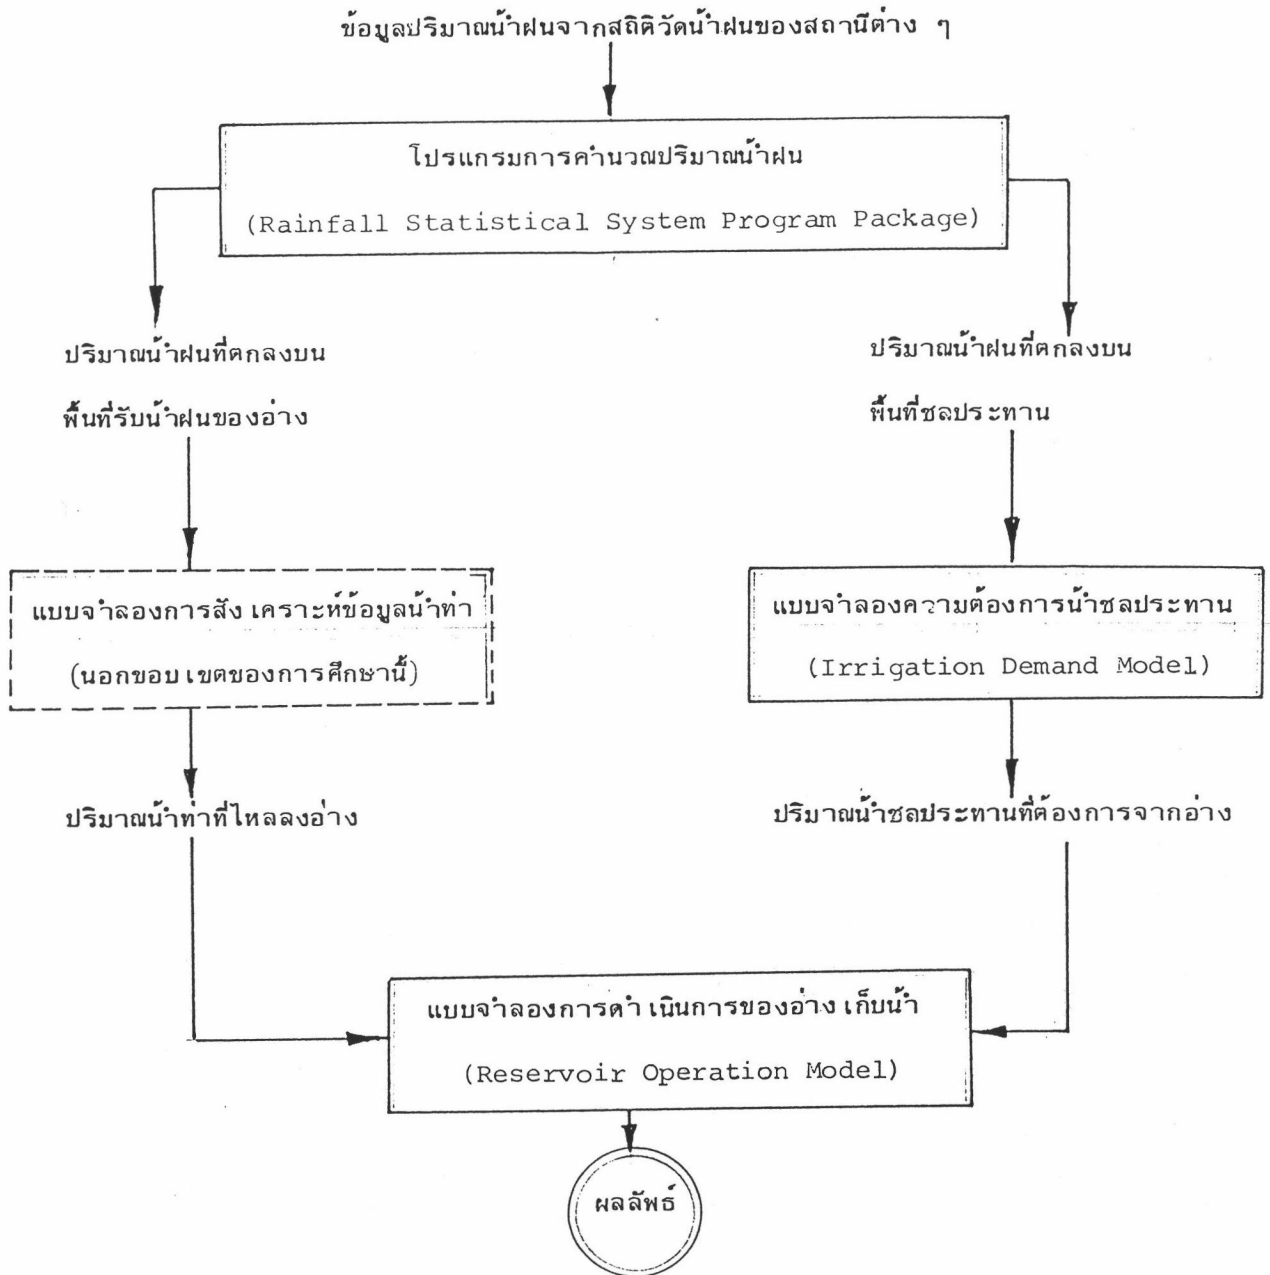 ข้อมูลปริมาณน้ำฝนจากสถิติวัดน้ำฝนของสถานีต่าง ๆ
โปรแกรมการคำนวณปริมาณน้ำฝน
(Rainfall Statistical System Program Package)
ปริมาณน้ำฝนที่ตกลงบน
พื้นที่รับน้ำฝนของอ่าง
ปริมาณน้ำฝนที่ตกลงบน
พื้นที่ชลประทาน
แบบจำลองการสังเคราะห์ข้อมูลน้ำท่า
(นอกขอบเขตของการศึกษานี้)
แบบจำลองความต้องการน้ำชลประทาน
(Irrigation Demand Model)
ปริมาณน้ำท่าที่ไหลลงอ่าง
ปริมาณน้ำชลประทานที่ต้องการจากอ่าง
แบบจำลองการดำเนินการของอ่างเก็บน้ำ
(Reservoir Operation Model)
ผลลัพธ์